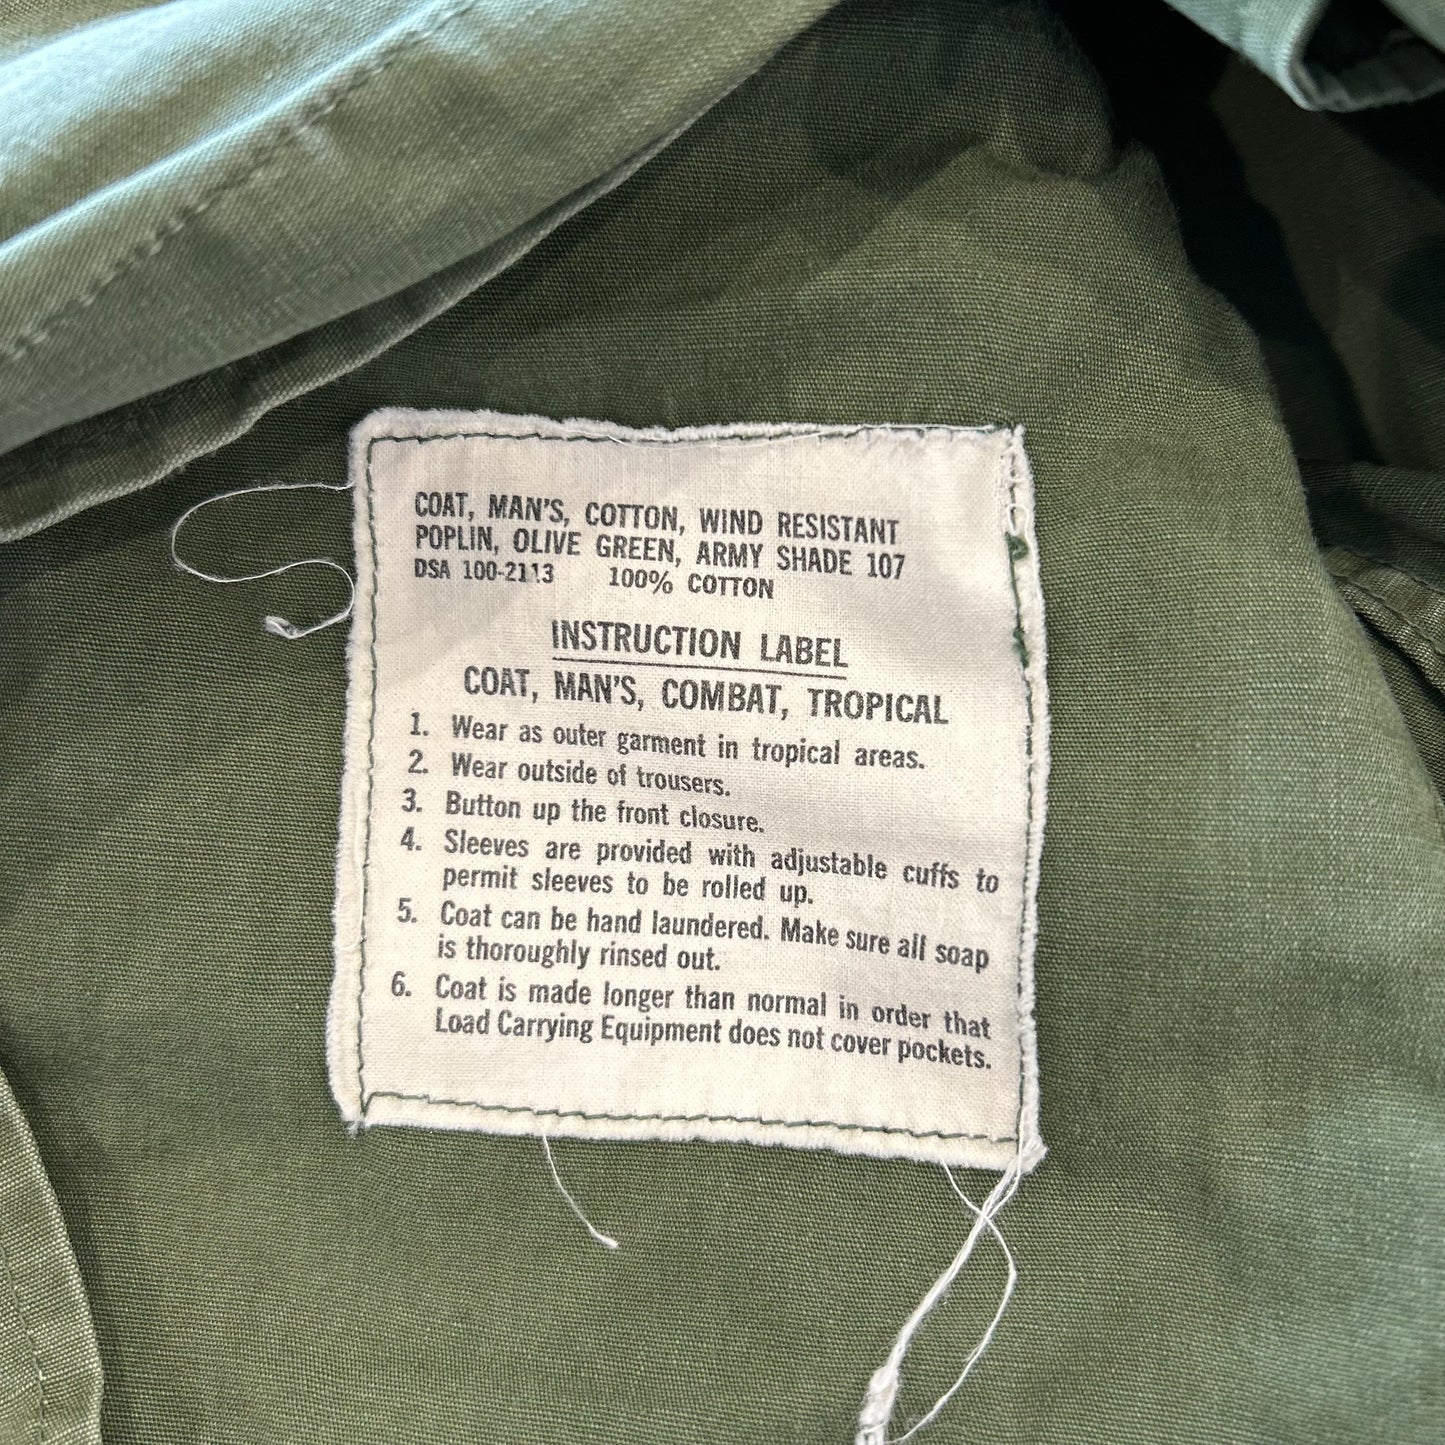 COAT, MAN'S, COTTON, WIND RESISTANT
POPLIN, OLIVE GREEN, ARMY SHADE 107
DSA 100-2113 100% COTTON
INSTRUCTION LABEL
COAT, MAN'S, COMBAT, TROPICAL
1. Wear as outer garment in tropical areas.
2. Wear outside of trousers.
3. Button up the front closure.
4. Sleeves are provided with adjustable cuffs to
permit sleeves to be rolled up.
5. Coat can be hand laundered. Make sure all soap
is thoroughly rinsed out.
6. Coat is made longer than normal in order that
Load Carrying Equipment does not cover pockets.